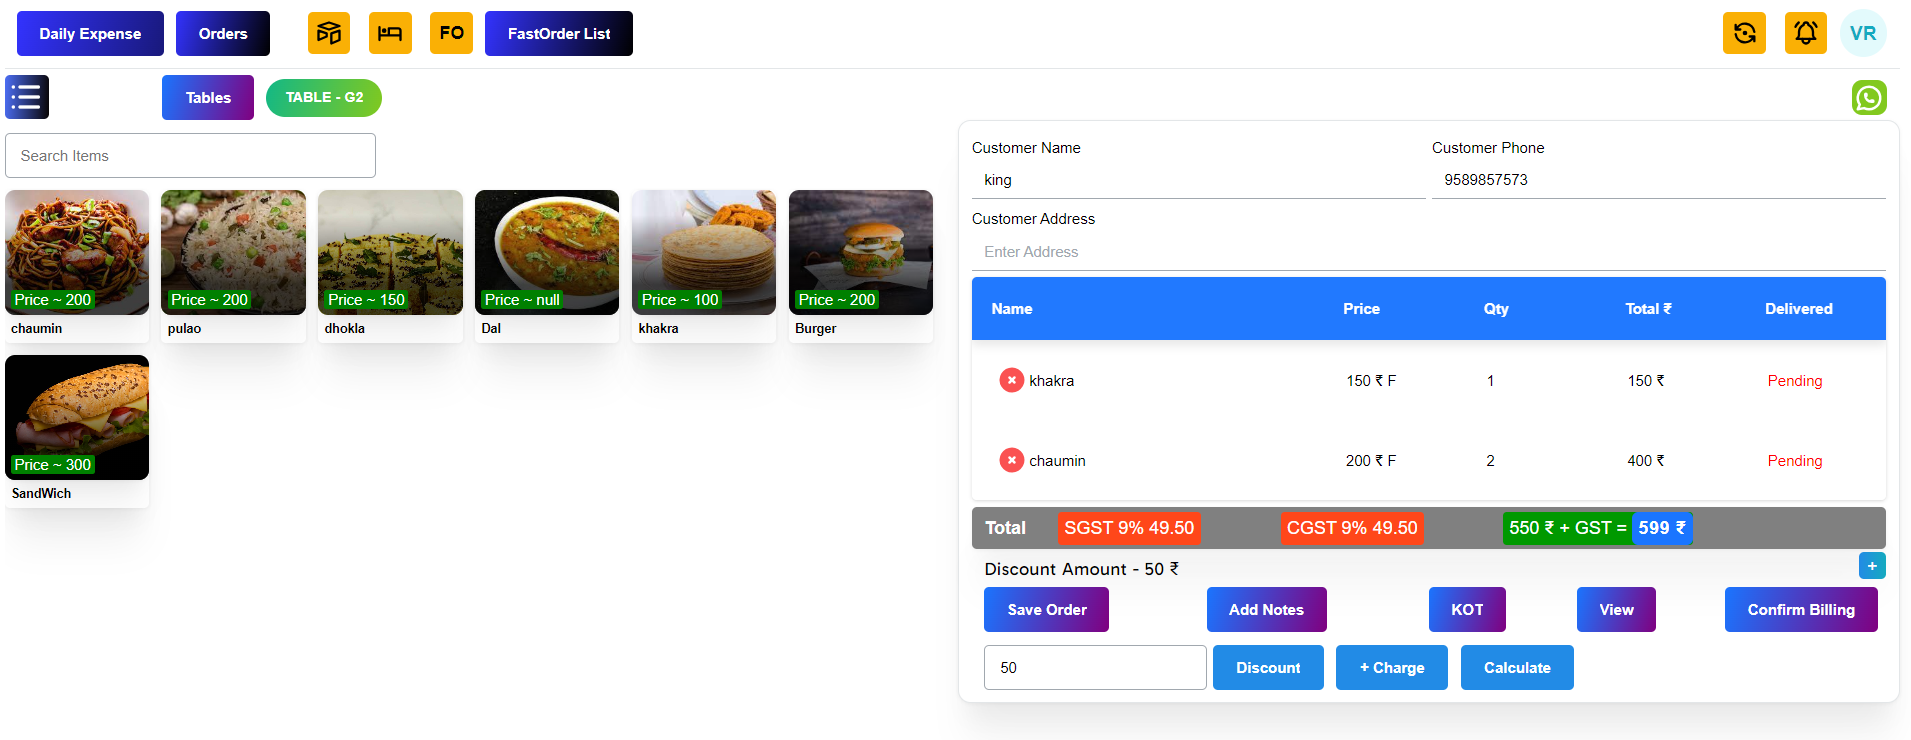 Daily Expense Orders FO FastOrder List VR
Tables TABLE - G2
Search Items
Price ~ 200 Price ~ 200 Price ~ 150 Price ~ null Price ~ 100 Price ~ 200
chaumin pulao dhokla Dal khakra Burger
Price ~ 300
SandWich
Customer Name Customer Phone
king 9589857573
Customer Address
Enter Address
Name Price Qty Total ₹ Delivered
khakra 150 ₹ F 1 150 ₹ Pending
chaumin 200 ₹ F 2 400 ₹ Pending
Total SGST 9% 49.50 CGST 9% 49.50 550 ₹ + GST = 599 ₹
Discount Amount - 50 ₹ +
Save Order Add Notes KOT View Confirm Billing
50 Discount + Charge Calculate